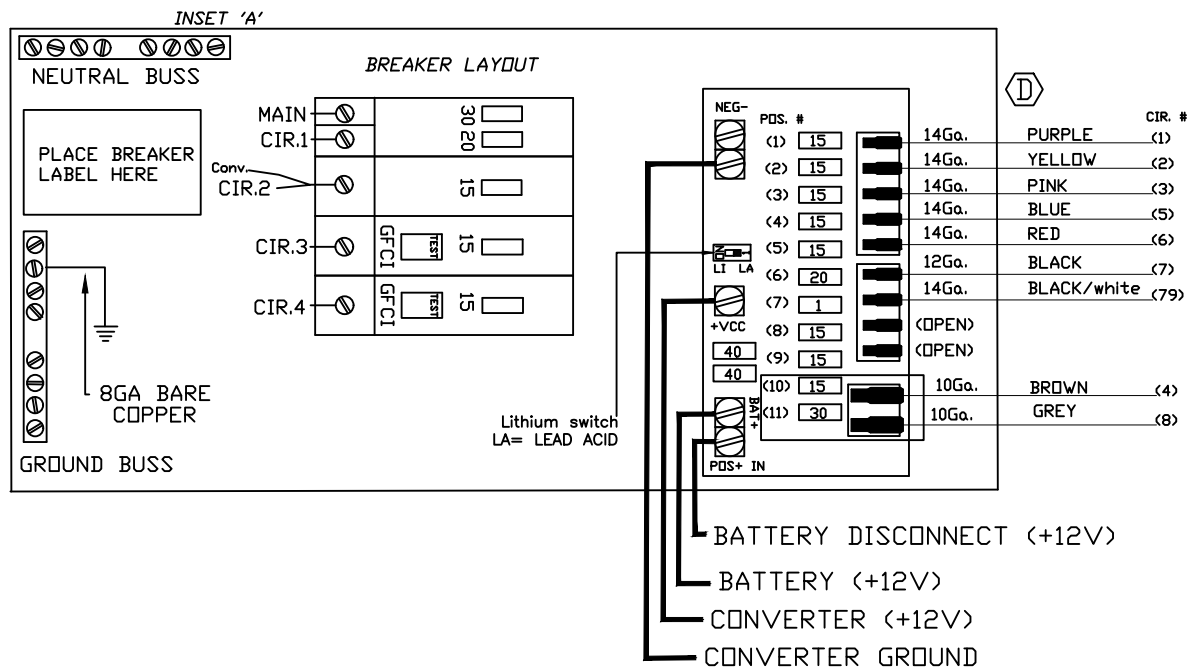 INSET 'A'
NEUTRAL BUSS
BREAKER LAYOUT
PLACE BREAKER
LABEL HERE
MAIN
30
CIR.1
20
Conv.
CIR.2
15
CIR.3
GFCI
TEST
15
CIR.4
GFCI
TEST
15
8GA BARE
COPPER
GROUND BUSS
Lithium switch
LA= LEAD ACID
NEG-
POS. #
(1) 15
(2) 15
(3) 15
(4) 15
(5) 15
(6) 20
(7) 1
(8) 15
(9) 15
(10) 15
(11) 30
ON
LI LA
+VCC
40
40
BAT+
POS+ IN
D
CIR. #
14Ga. PURPLE (1)
14Ga. YELLOW (2)
14Ga. PINK (3)
14Ga. BLUE (5)
14Ga. RED (6)
12Ga. BLACK (7)
14Ga. BLACK/white (79)
(OPEN)
(OPEN)
10Ga. BROWN (4)
10Ga. GREY (8)
BATTERY DISCONNECT (+12V)
BATTERY (+12V)
CONVERTER (+12V)
CONVERTER GROUND